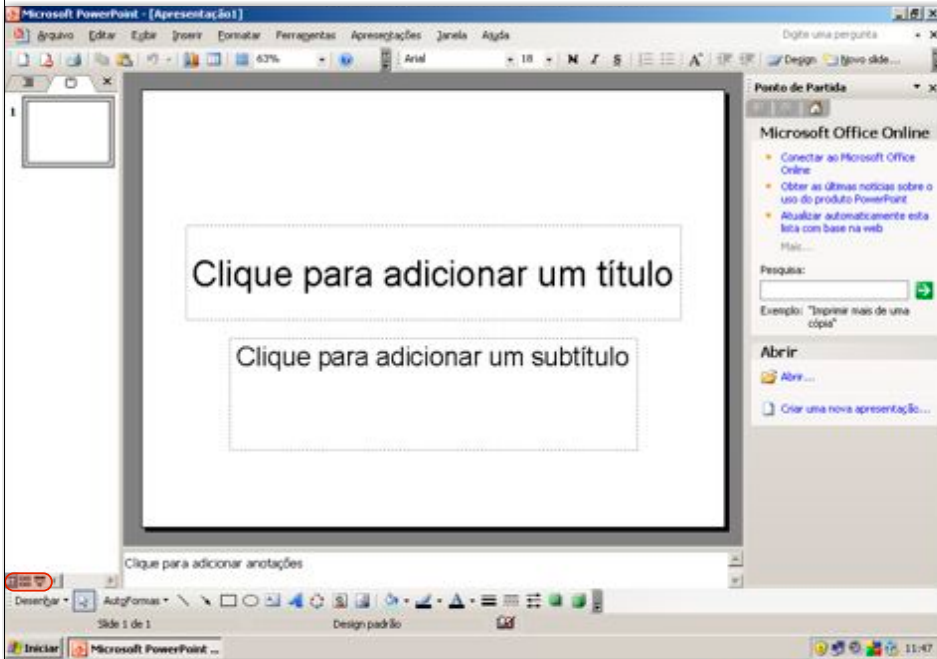 Microsoft PowerPoint - [Apresentação1]
Arquivo Editar Exibir Inserir Formatar Ferramentas Apresentações Janela Ajuda Digite uma pergunta
63% Arial 18 N I S A Design Novo slide...
Ponto de Partida
1
Microsoft Office Online
Conectar ao Microsoft Office
Online
Obter as últimas notícias sobre o
uso do produto PowerPoint
Atualizar automaticamente esta
lista com base na web
Mais...
Pesquisa:
Exemplo: "Imprimir mais de uma
cópia"
Abrir
Abrir...
Criar uma nova apresentação...
Clique para adicionar um título
Clique para adicionar um subtítulo
Clique para adicionar anotações
Desenhar AutoFormas
Slide 1 de 1 Design padrão
Iniciar Microsoft PowerPoint ... 11:47